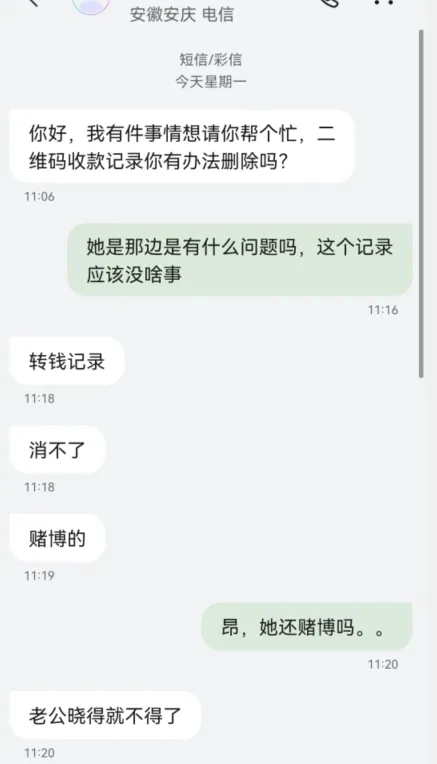 安徽安庆 电信
短信/彩信
今天星期一
你好，我有件事情想请你帮个忙，二
维码收款记录你有办法删除吗？
11:06
她是那边是有什么问题吗，这个记录
应该没啥事
11:16
转钱记录
11:18
消不了
11:18
赌博的
11:19
昂，她还赌博吗。。
11:20
老公晓得就不得了
11:20